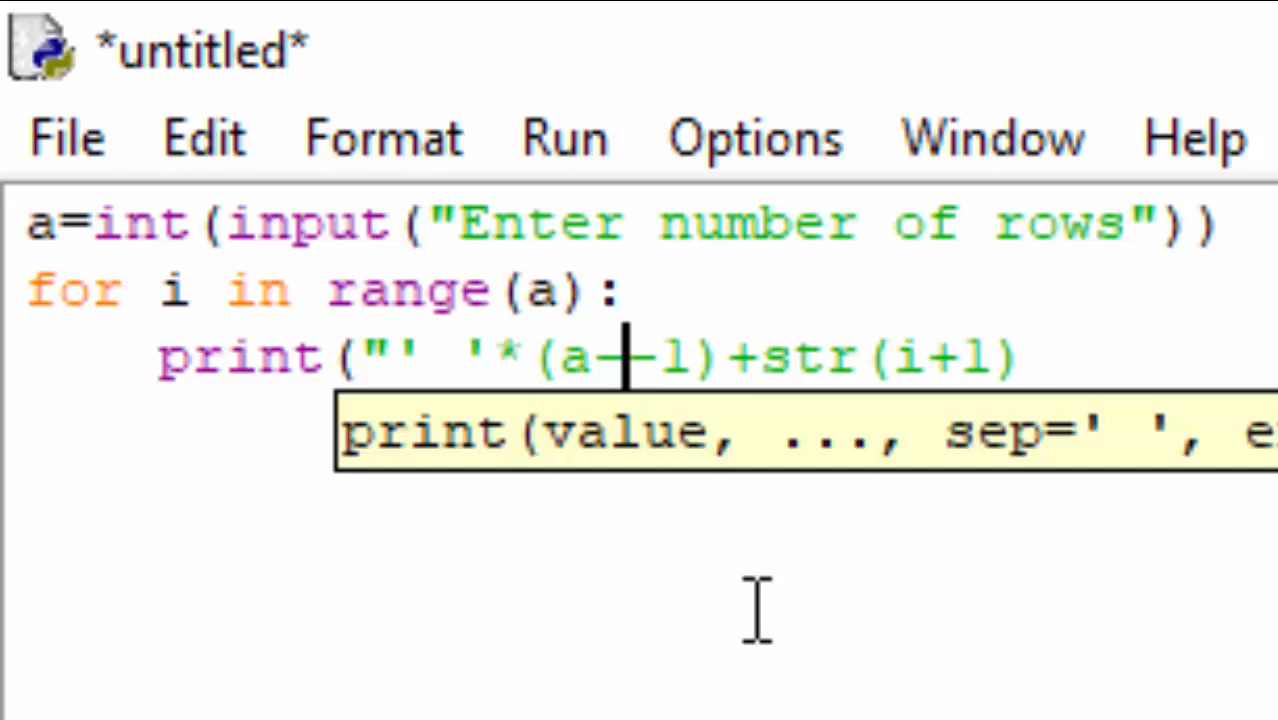 *untitled*
File Edit Format Run Options Window Help
a=int(input("Enter number of rows"))
for i in range(a):
    print("' '*(a--1)+str(i+1)
print(value, ..., sep=' ',